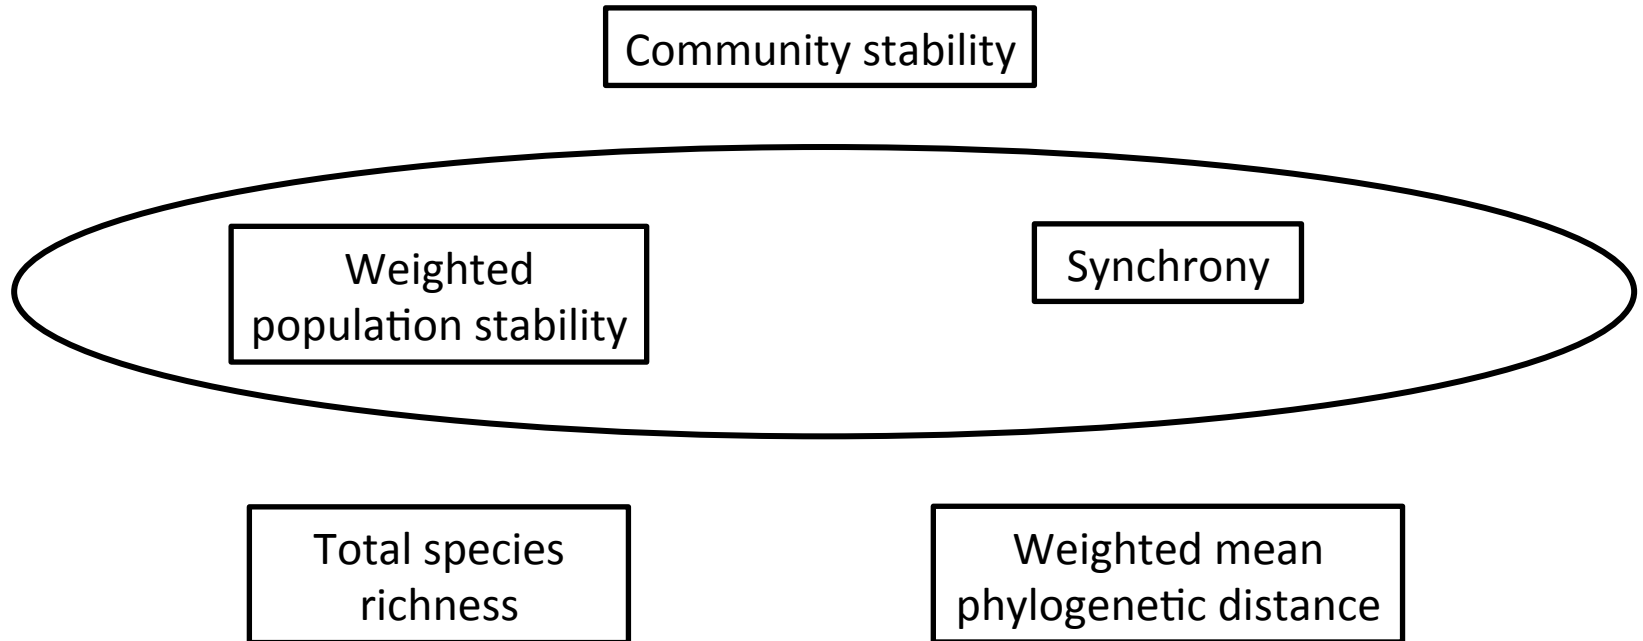 Community stability
Weighted
population stability
Synchrony
Total species
richness
Weighted mean
phylogenetic distance